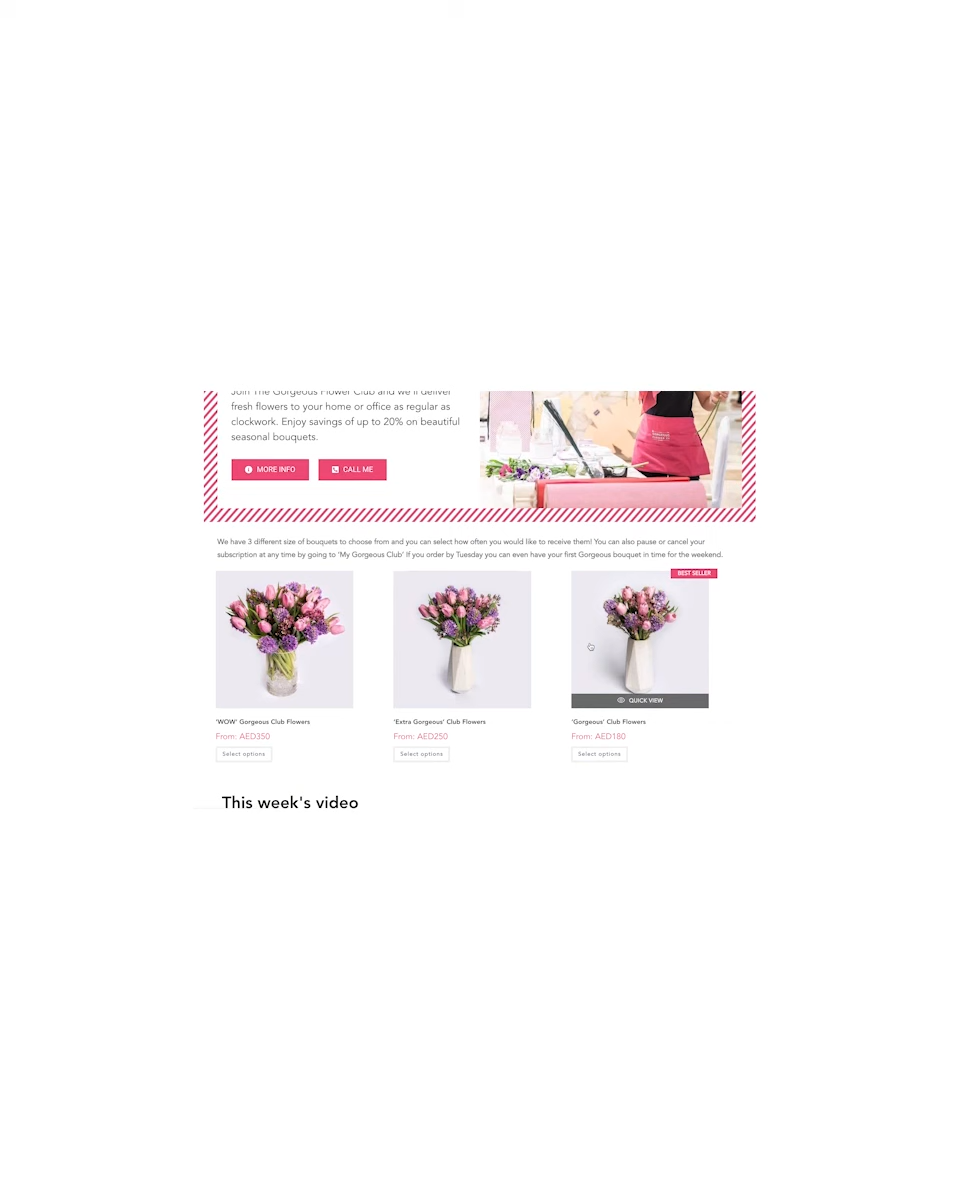 Join The Gorgeous Flower Club and we'll deliver
fresh flowers to your home or office as regular as
clockwork. Enjoy savings of up to 20% on beautiful
seasonal bouquets.
MORE INFO
CALL ME
We have 3 different size of bouquets to choose from and you can select how often you would like to receive them! You can also pause or cancel your
subscription at any time by going to 'My Gorgeous Club' If you order by Tuesday you can even have your first Gorgeous bouquet in time for the weekend.
BEST SELLER
QUICK VIEW
'WOW' Gorgeous Club Flowers
'Extra Gorgeous' Club Flowers
'Gorgeous' Club Flowers
From: AED350
From: AED250
From: AED180
Select options
Select options
Select options
This week's video